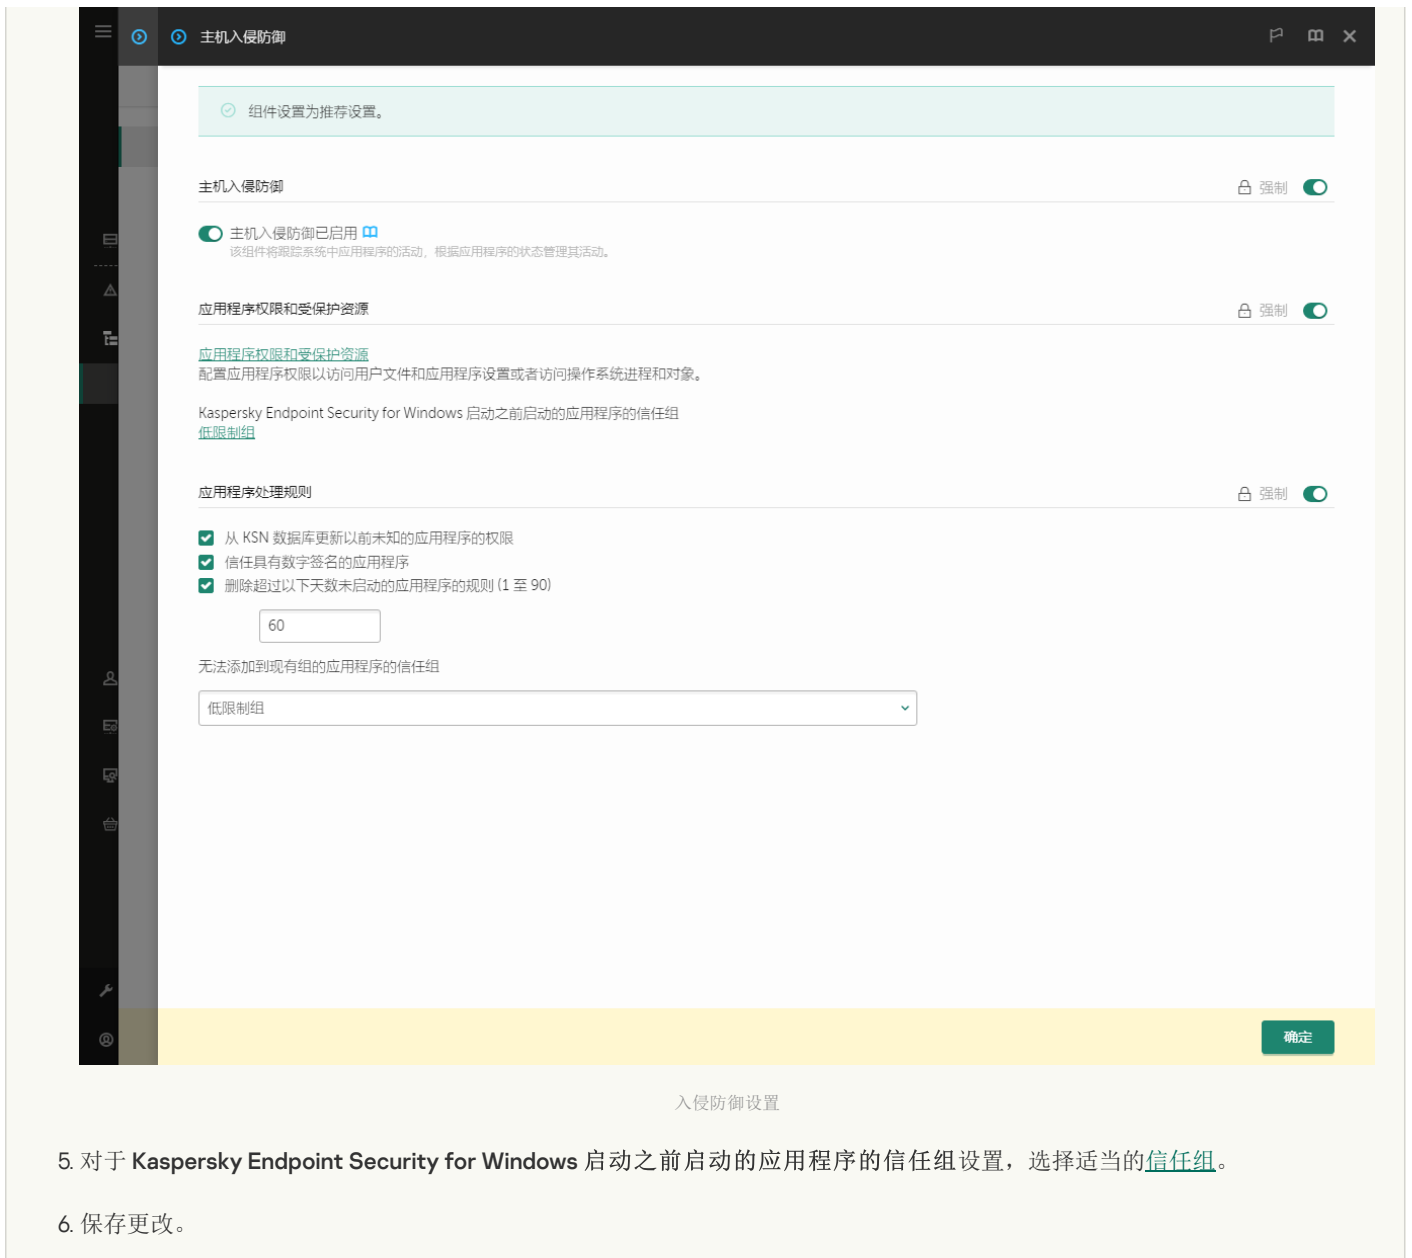 主机入侵防御
组件设置为推荐设置。
主机入侵防御
强制
主机入侵防御已启用
该组件将跟踪系统中应用程序的活动，根据应用程序的状态管理其活动。
应用程序权限和受保护资源
强制
应用程序权限和受保护资源
配置应用程序权限以访问用户文件和应用程序设置或者访问操作系统进程和对象。
Kaspersky Endpoint Security for Windows 启动之前启动的应用程序的信任组
低限制组
应用程序处理规则
强制
从 KSN 数据库更新以前未知的应用程序的权限
信任具有数字签名的应用程序
删除超过以下天数未启动的应用程序的规则 (1 至 90)
60
无法添加到现有组的应用程序的信任组
低限制组
确定
入侵防御设置
5. 对于 Kaspersky Endpoint Security for Windows 启动之前启动的应用程序的信任组设置，选择适当的信任组。
6. 保存更改。